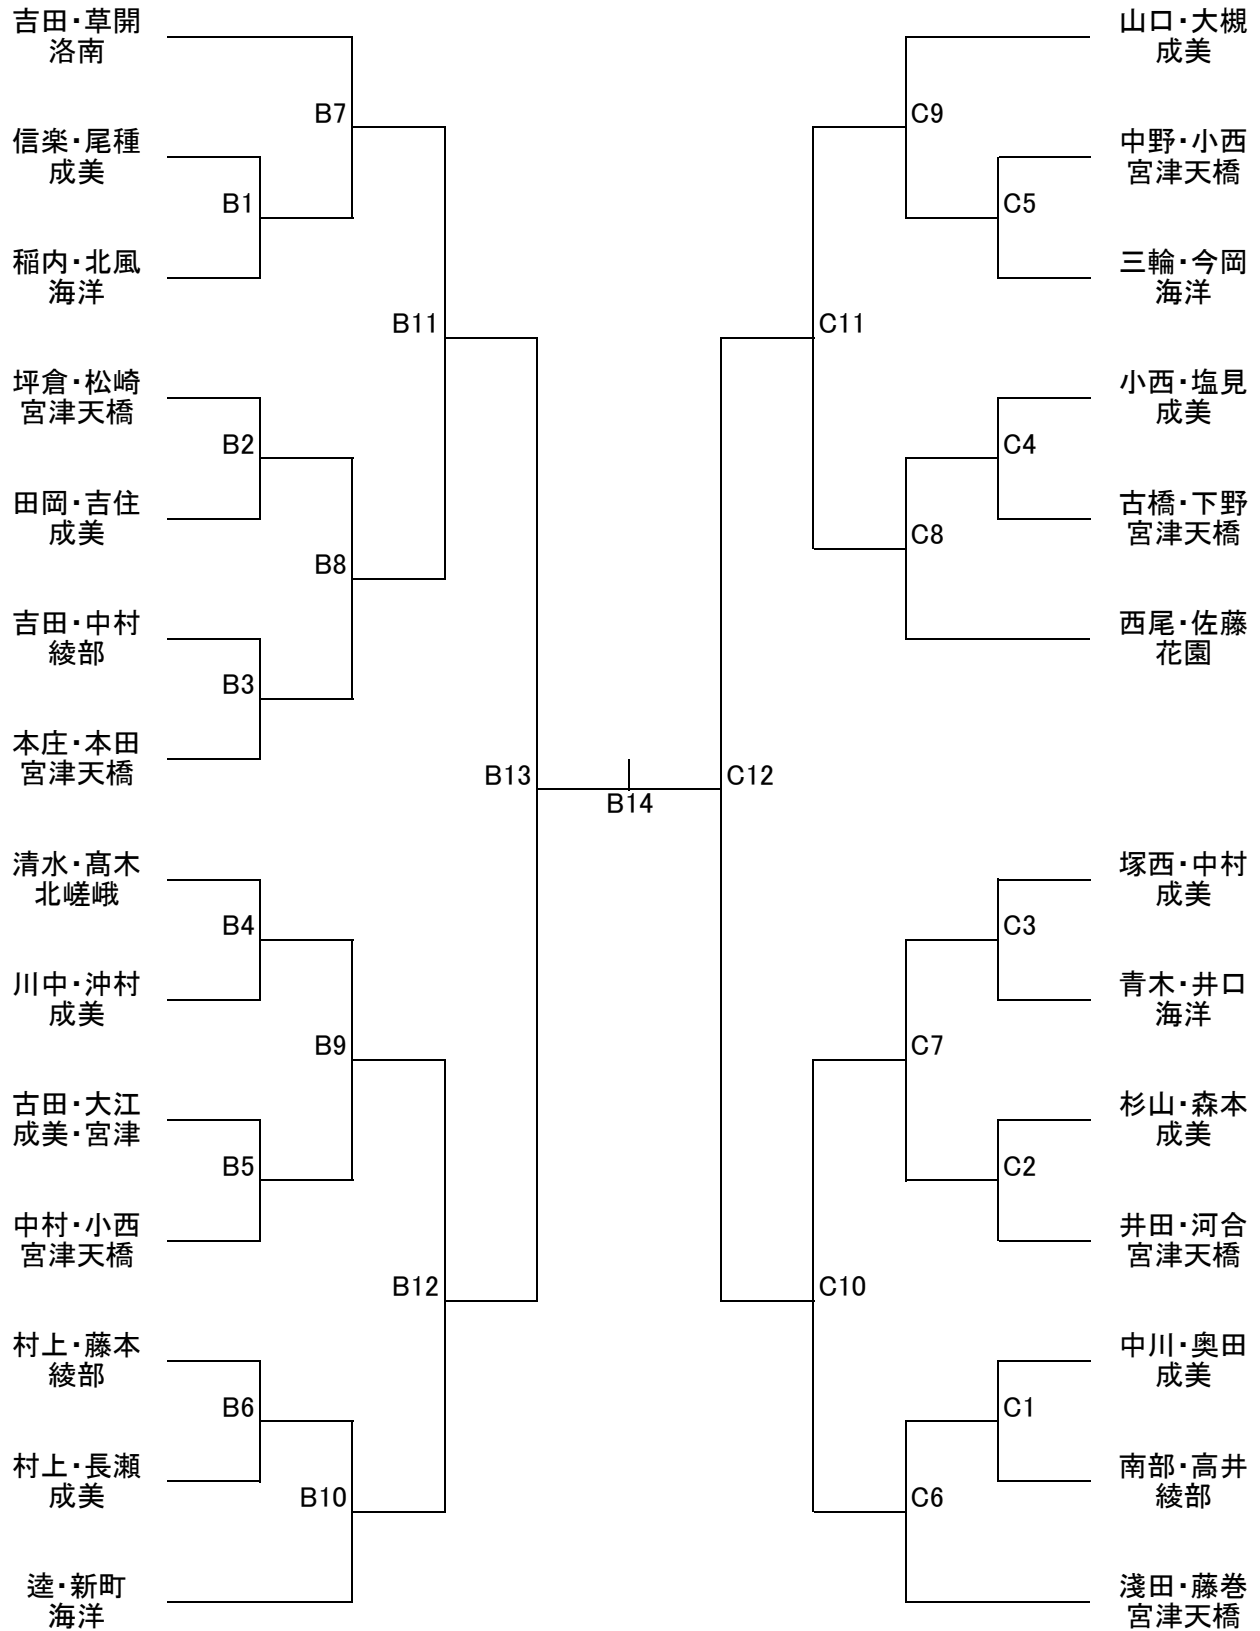 吉田・草開
洛南
信楽・尾種
成美
稲内・北風
海洋
坪倉・松崎
宮津天橋
田岡・吉住
成美
吉田・中村
綾部
本庄・本田
宮津天橋
清水・髙木
北嵯峨
川中・沖村
成美
古田・大江
成美・宮津
中村・小西
宮津天橋
村上・藤本
綾部
村上・長瀬
成美
逵・新町
海洋
B1
B2
B3
B4
B5
B6
B7
B8
B9
B10
B11
B12
B13
B14
C12
C11
C10
C9
C8
C7
C6
C5
C4
C3
C2
C1
山口・大槻
成美
中野・小西
宮津天橋
三輪・今岡
海洋
小西・塩見
成美
古橋・下野
宮津天橋
西尾・佐藤
花園
塚西・中村
成美
青木・井口
海洋
杉山・森本
成美
井田・河合
宮津天橋
中川・奥田
成美
南部・高井
綾部
淺田・藤巻
宮津天橋